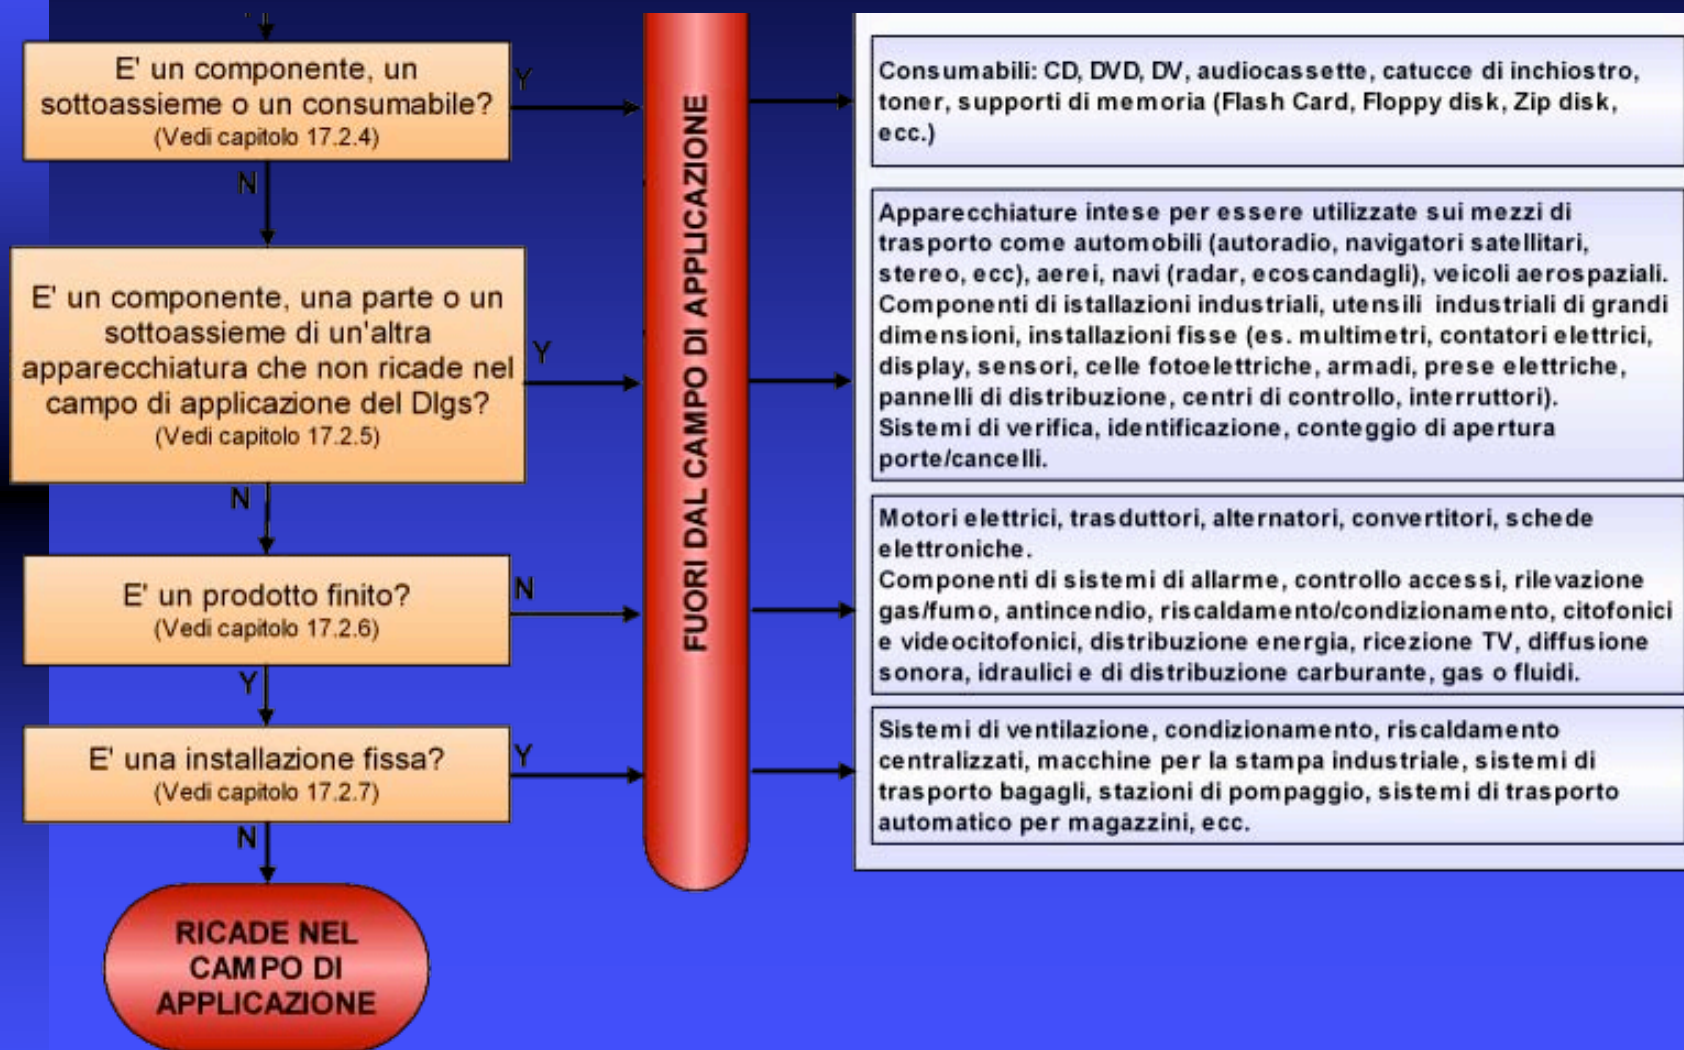 E' un componente, un
sottoassieme o un consumabile?
(Vedi capitolo 17.2.4)
Y
N
E' un componente, una parte o un
sottoassieme di un'altra
apparecchiatura che non ricade nel
campo di applicazione del Dlgs?
(Vedi capitolo 17.2.5)
Y
N
E' un prodotto finito?
(Vedi capitolo 17.2.6)
N
Y
E' una installazione fissa?
(Vedi capitolo 17.2.7)
Y
N
RICADE NEL
CAMPO DI
APPLICAZIONE
FUORI DAL CAMPO DI APPLICAZIONE
Consumabili: CD, DVD, DV, audiocassette, catucce di inchiostro,
toner, supporti di memoria (Flash Card, Floppy disk, Zip disk,
ecc.)
Apparecchiature intese per essere utilizzate sui mezzi di
trasporto come automobili (autoradio, navigatori satellitari,
stereo, ecc), aerei, navi (radar, ecoscandagli), veicoli aerospaziali.
Componenti di istallazioni industriali, utensili industriali di grandi
dimensioni, installazioni fisse (es. multimetri, contatori elettrici,
display, sensori, celle fotoelettriche, armadi, prese elettriche,
pannelli di distribuzione, centri di controllo, interruttori).
Sistemi di verifica, identificazione, conteggio di apertura
porte/cancelli.
Motori elettrici, trasduttori, alternatori, convertitori, schede
elettroniche.
Componenti di sistemi di allarme, controllo accessi, rilevazione
gas/fumo, antincendio, riscaldamento/condizionamento, citofonici
e videocitofonici, distribuzione energia, ricezione TV, diffusione
sonora, idraulici e di distribuzione carburante, gas o fluidi.
Sistemi di ventilazione, condizionamento, riscaldamento
centralizzati, macchine per la stampa industriale, sistemi di
trasporto bagagli, stazioni di pompaggio, sistemi di trasporto
automatico per magazzini, ecc.